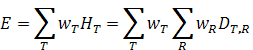 E = ∑_T w_T H_T = ∑_T w_T ∑_R w_R D_{T,R}